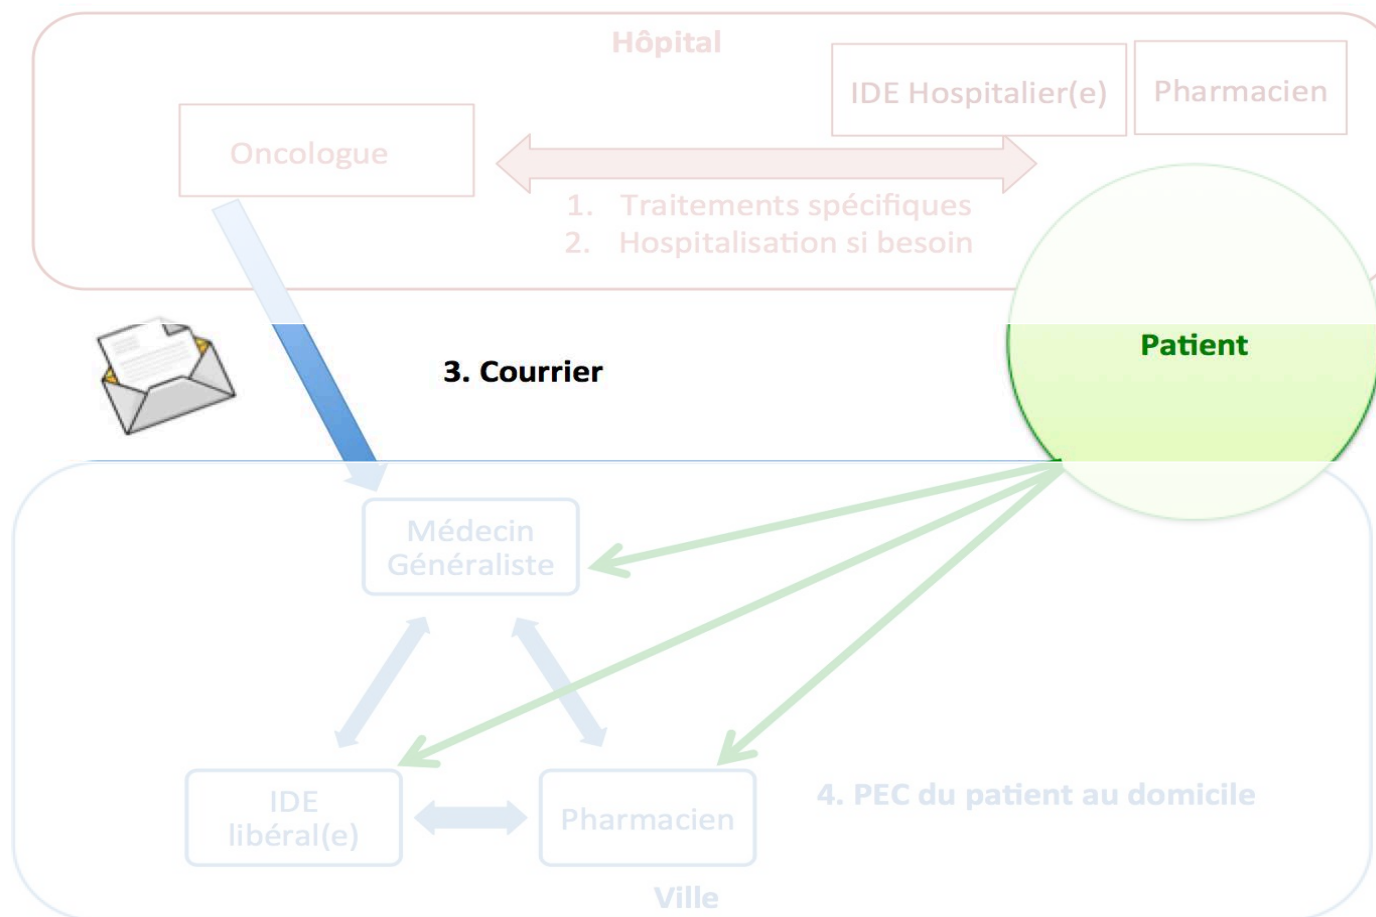 Hôpital
IDE Hospitalier(e)
Pharmacien
Oncologue
1. Traitements spécifiques
2. Hospitalisation si besoin
Patient
3. Courrier
Médecin
Généraliste
IDE
libéral(e)
Pharmacien
4. PEC du patient au domicile
Ville